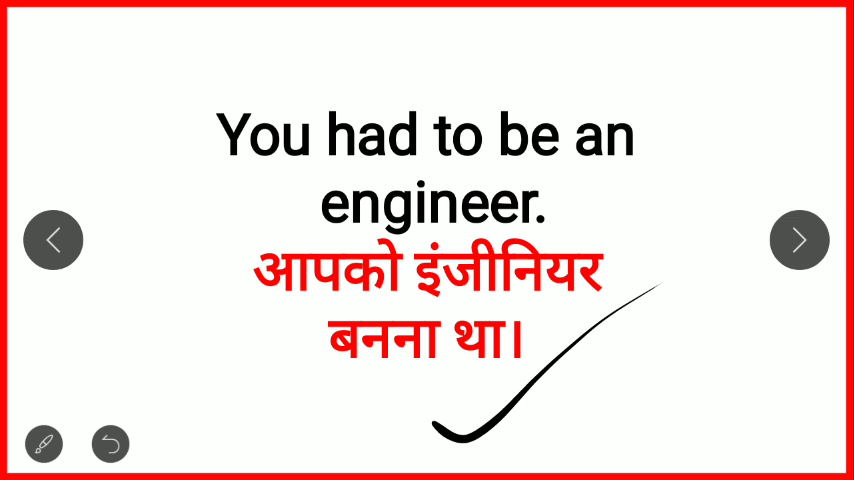 You had to be an
engineer.
आपको इंजीनियर
बनना था।